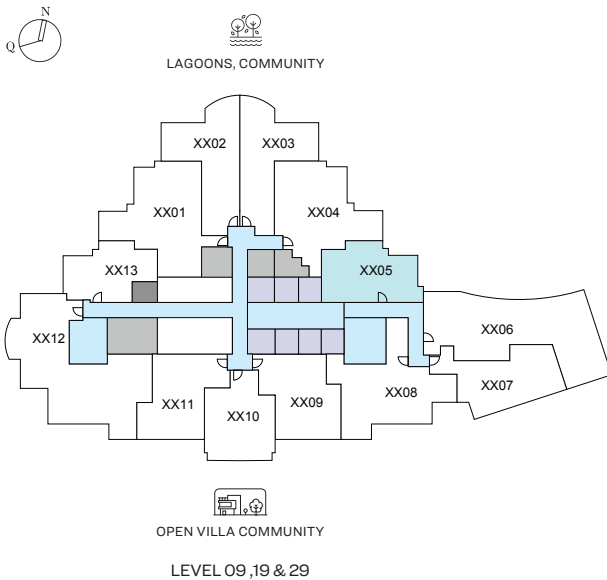 N
Q
LAGOONS, COMMUNITY
XX02 XX03
XX01 XX04
XX13 XX05
XX12 XX06
XX11 XX10 XX09 XX08 XX07
OPEN VILLA COMMUNITY
LEVEL 09 ,19 & 29